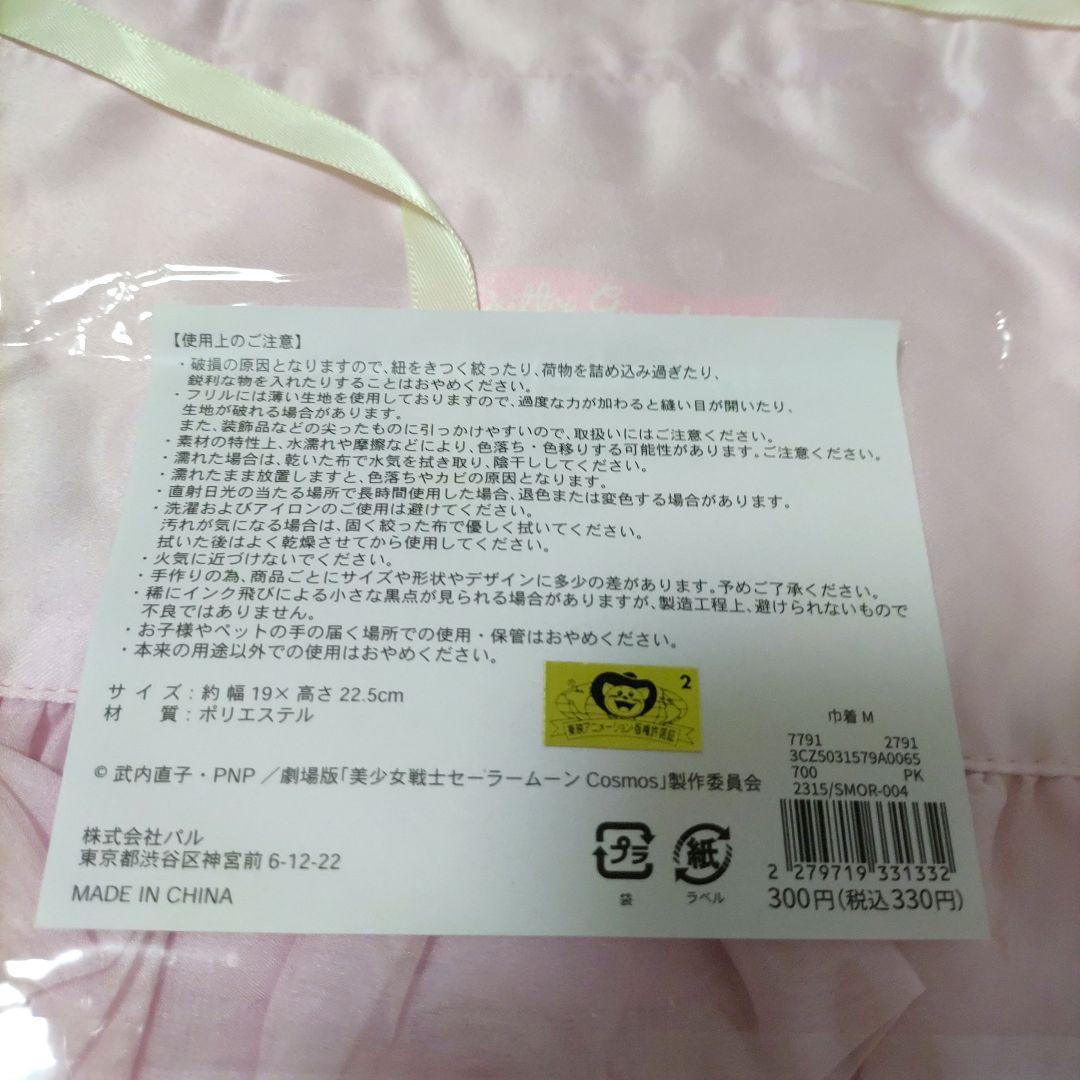 【使用上のご注意】
・破損の原因となりますので、紐をきつく絞ったり、荷物を詰め込み過ぎたり、
鋭利な物を入れたりすることはおやめください。
・フリルには薄い生地を使用しておりますので、過度な力が加わると縫い目が開いたり、
生地が破れる場合があります。
また、装飾品などの尖ったものに引っかけやすいので、取扱いにはご注意ください。
・素材の特性上、水濡れや摩擦などにより、色落ち・色移りする可能性があります。ご注意ください。
・濡れた場合は、乾いた布で水気を拭き取り、陰干ししてください。
・濡れたまま放置しますと、色落ちやカビの原因となります。
・直射日光の当たる場所で長時間使用した場合、退色または変色する場合があります。
・洗濯およびアイロンのご使用は避けてください。
汚れが気になる場合は、固く絞った布で優しく拭いてください。
拭いた後はよく乾燥させてから使用してください。
・火気に近づけないでください。
・手作りの為、商品ごとにサイズや形状やデザインに多少の差があります。予めご了承ください。
・稀にインク飛びによる小さな黒点が見られる場合がありますが、製造工程上、避けられないもので
不良ではありません。
・お子様やペットの手の届く場所での使用・保管はおやめください。
・本来の用途以外での使用はおやめください。
サイズ:約 幅 19× 高さ 22.5cm
材 質:ポリエステル
2
東映アニメーション版権許諾証
© 武内直子・PNP／劇場版「美少女戦士セーラームーン Cosmos」製作委員会
株式会社パル
東京都渋谷区神宮前 6-12-22
MADE IN CHINA
プラ
袋
紙
ラベル
巾着 M
7791 2791
3CZ5031579A0065
700 PK
2315/SMOR-004
2 279719 331332
300円(税込330円)